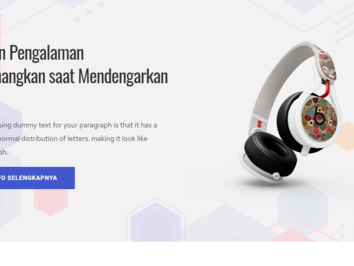 n Pengalaman
nangkan saat Mendengarkan
sing dummy text for your paragraph is that it has a
normal distribution of letters. making it look like
sh.
FO SELENGKAPNYA